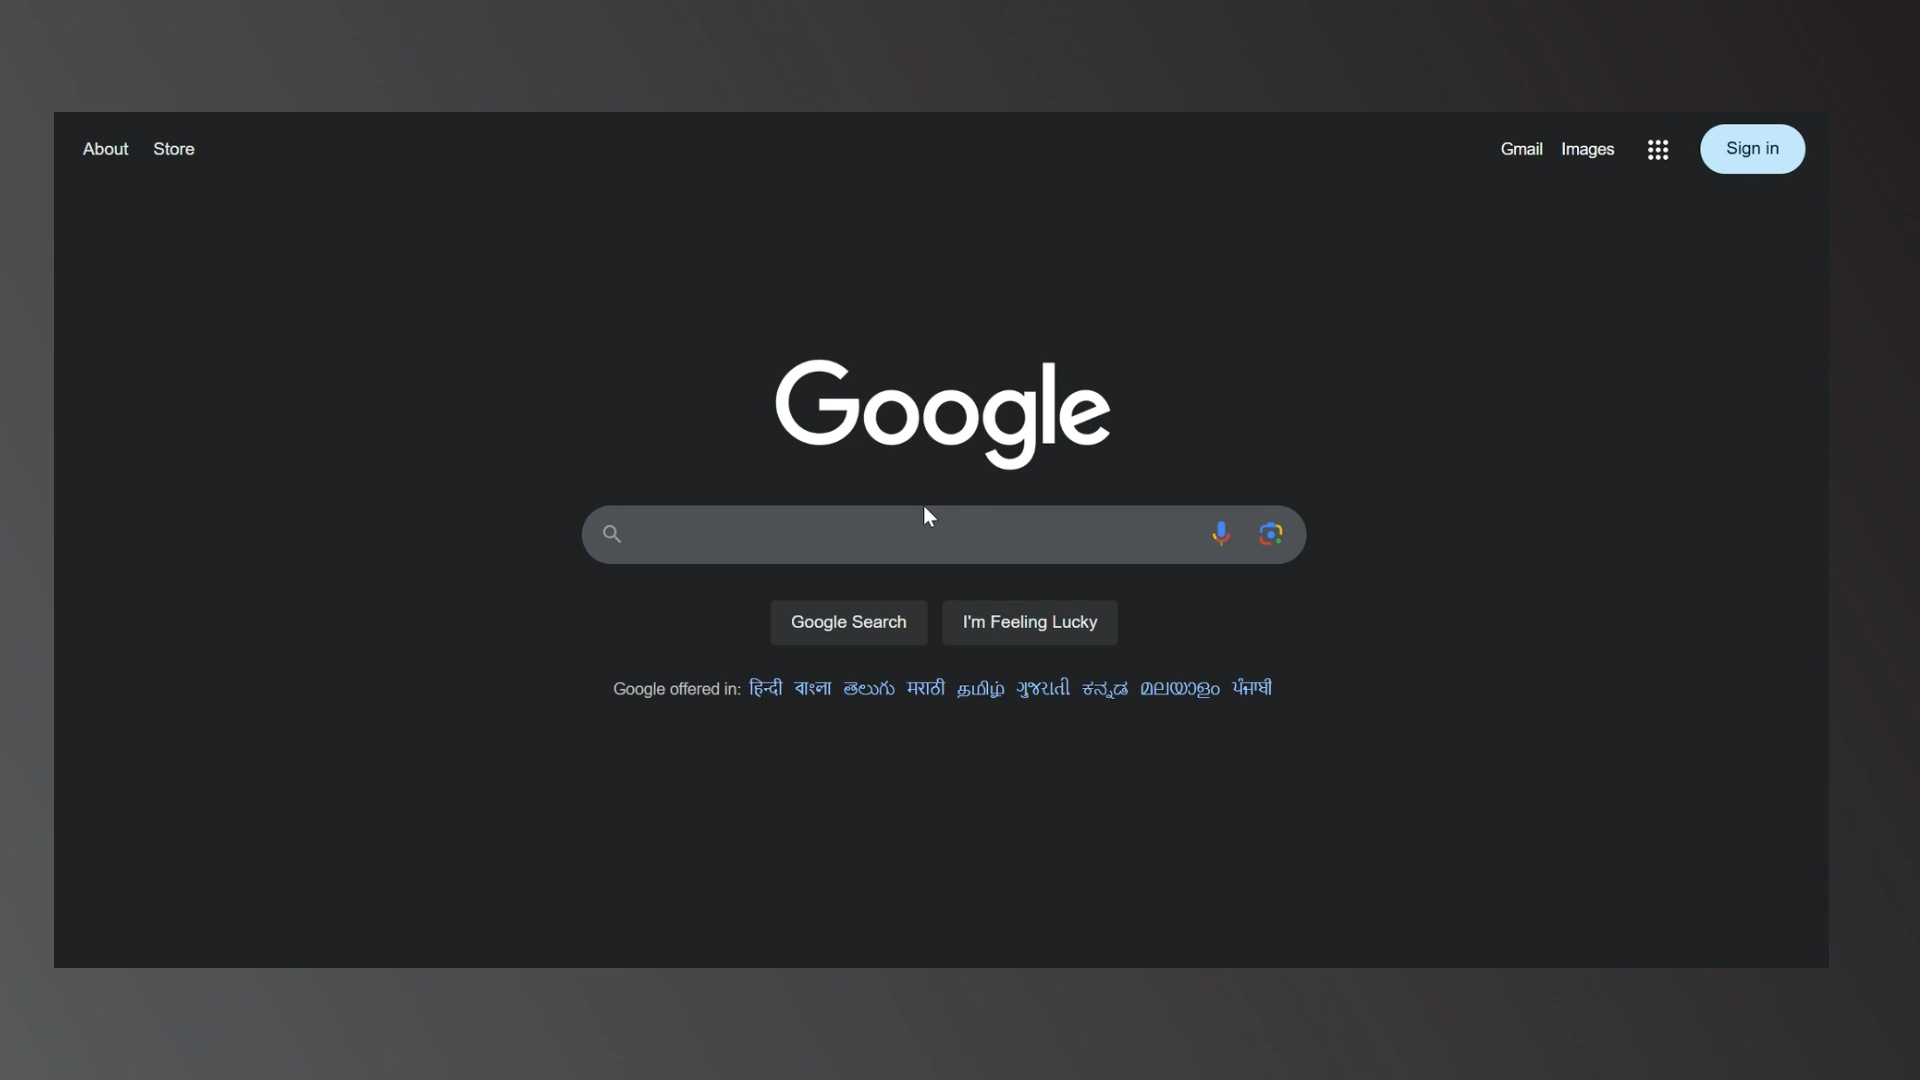 About Store
Gmail Images Sign in
Google
Google Search I'm Feeling Lucky
Google offered in: हिन्दी বাংলা తెలుగు मराठी தமிழ் ગુજરાતી ಕನ್ನಡ മലയാളം ਪੰਜਾਬੀ